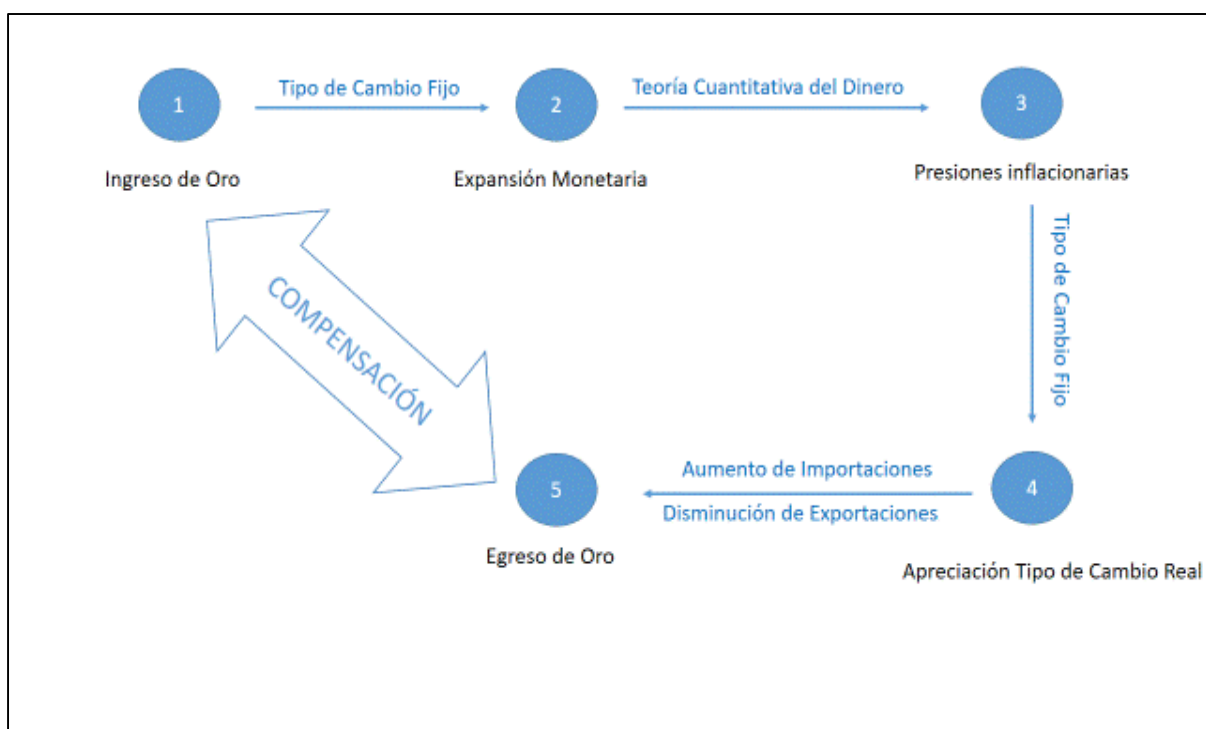 1
Tipo de Cambio Fijo
2
Teoría Cuantitativa del Dinero
3
Ingreso de Oro
Expansión Monetaria
Presiones inflacionarias
Tipo de Cambio Fijo
COMPENSACIÓN
4
Aumento de Importaciones
Disminución de Exportaciones
5
Apreciación Tipo de Cambio Real
Egreso de Oro